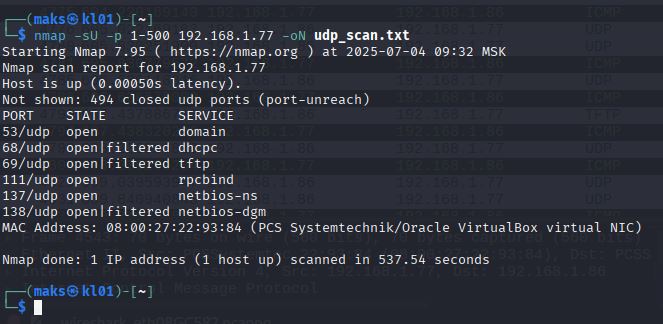 ┌──(maks㉿kl01)-[~]
└─$ nmap -sU -p 1-500 192.168.1.77 -oN udp_scan.txt
Starting Nmap 7.95 ( https://nmap.org ) at 2025-07-04 09:32 MSK
Nmap scan report for 192.168.1.77
Host is up (0.00050s latency).
Not shown: 494 closed udp ports (port-unreach)
PORT    STATE         SERVICE
53/udp  open          domain
68/udp  open|filtered dhcpc
69/udp  open|filtered tftp
111/udp open          rpcbind
137/udp open          netbios-ns
138/udp open|filtered netbios-dgm
MAC Address: 08:00:27:22:93:84 (PCS Systemtechnik/Oracle VirtualBox virtual NIC)
Nmap done: 1 IP address (1 host up) scanned in 537.54 seconds
┌──(maks㉿kl01)-[~]
└─$